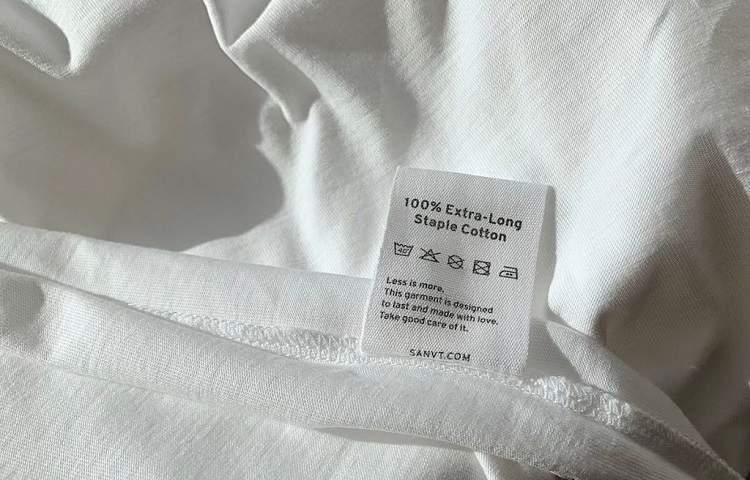 100% Extra-Long
Staple Cotton
40
Less is more.
This garment is designed
to last and made with love.
Take good care of it.
SANVT.COM